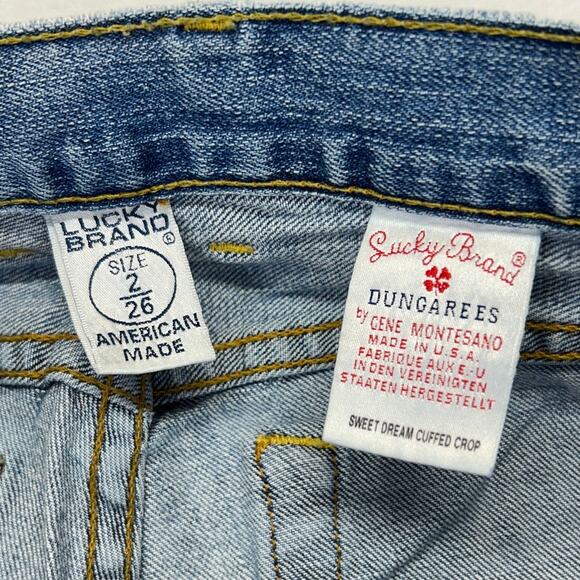 LUCKY
BRAND®
SIZE
2
26
AMERICAN
MADE
Lucky Brand®
DUNGAREES
by GENE MONTESANO
MADE IN U.S.A.
FABRIQUE AUX E.-U
IN DEN VEREINIGTEN
STAATEN HERGESTELLT
SWEET DREAM CUFFED CROP